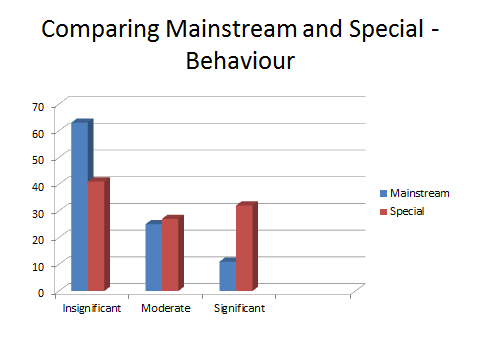 Comparing Mainstream and Special -
Behaviour
70
60
50
40
30
20
10
0
Insignificant
Moderate
Significant
Mainstream
Special